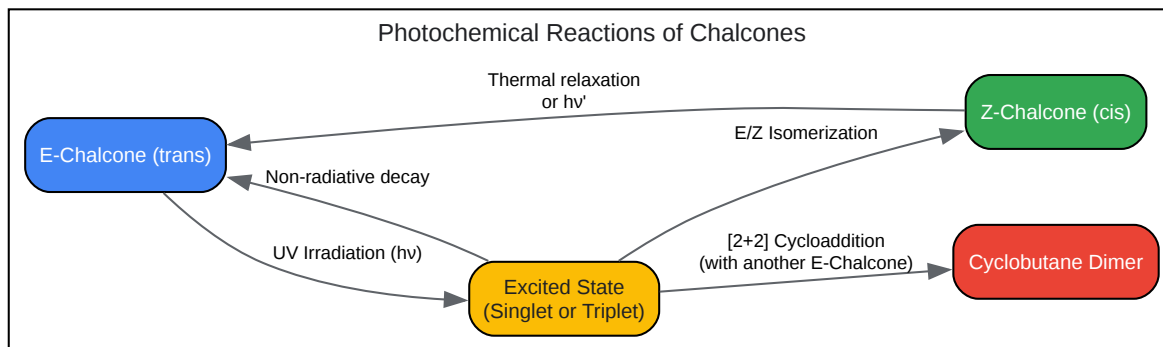 Photochemical Reactions of Chalcones
Thermal relaxation
or hν'
Z-Chalcone (cis)
E/Z Isomerization
E-Chalcone (trans)
Non-radiative decay
UV Irradiation (hν)
[2+2] Cycloaddition
(with another E-Chalcone)
Cyclobutane Dimer
Excited State
(Singlet or Triplet)